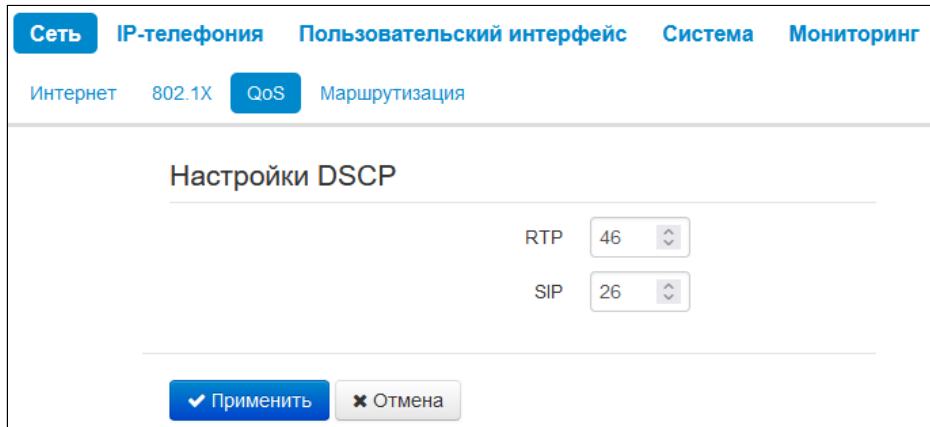 Сеть IP-телефония Пользовательский интерфейс Система Мониторинг
Интернет 802.1X QoS Маршрутизация
Настройки DSCP
RTP 46
SIP 26
Применить Отмена